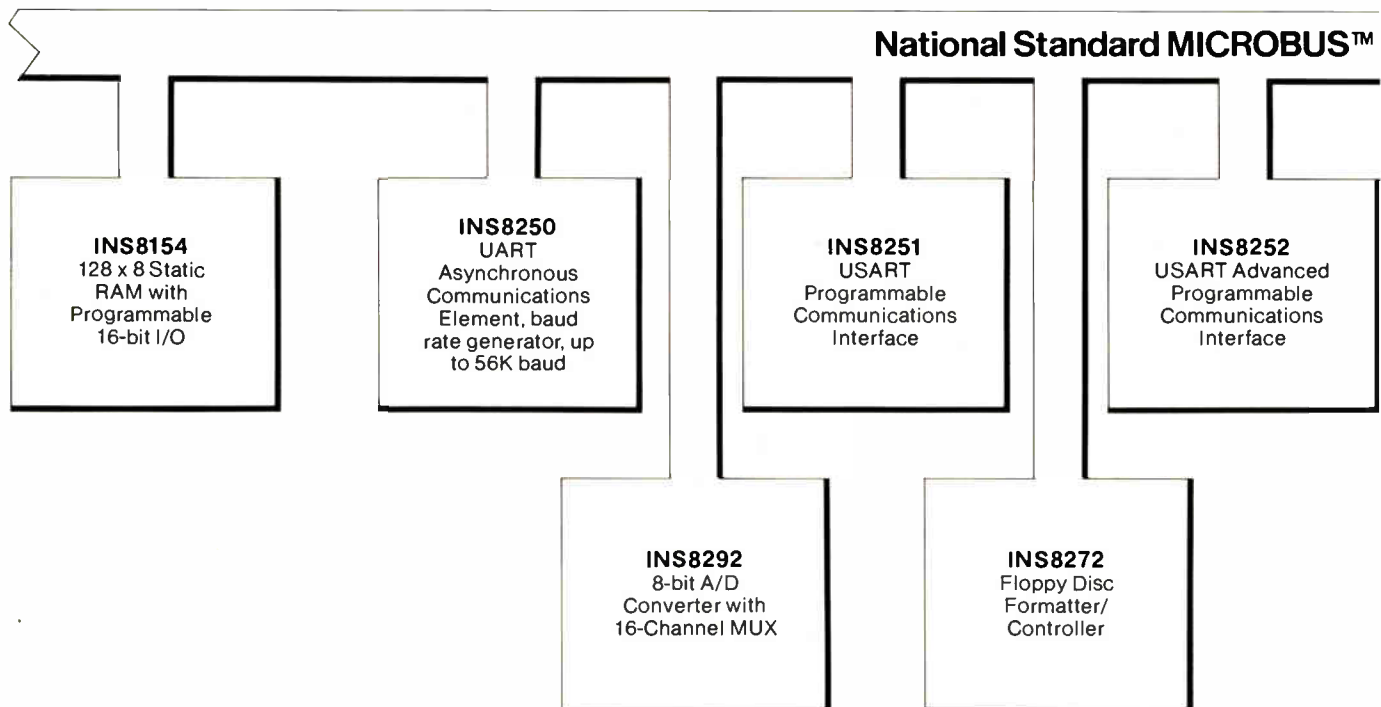 National Standard MICROBUS™
INS8154
128 x 8 Static
RAM with
Programmable
16-bit I/O
INS8250
UART
Asynchronous
Communications
Element, baud
rate generator, up
to 56K baud
INS8251
USART
Programmable
Communications
Interface
INS8252
USART Advanced
Programmable
Communications
Interface
INS8292
8-bit A/D
Converter with
16-Channel MUX
INS8272
Floppy Disc
Formatter/
Controller